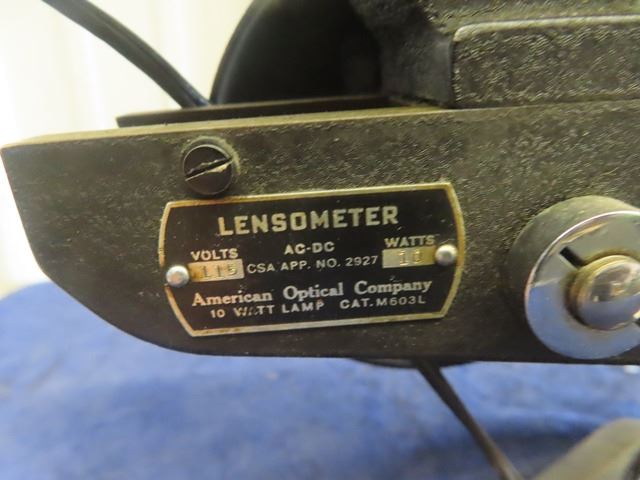 LENSOMETER
VOLTS AC-DC WATTS
115 CSA APP. NO. 2927 10
American Optical Company
10 WATT LAMP CAT. M603L